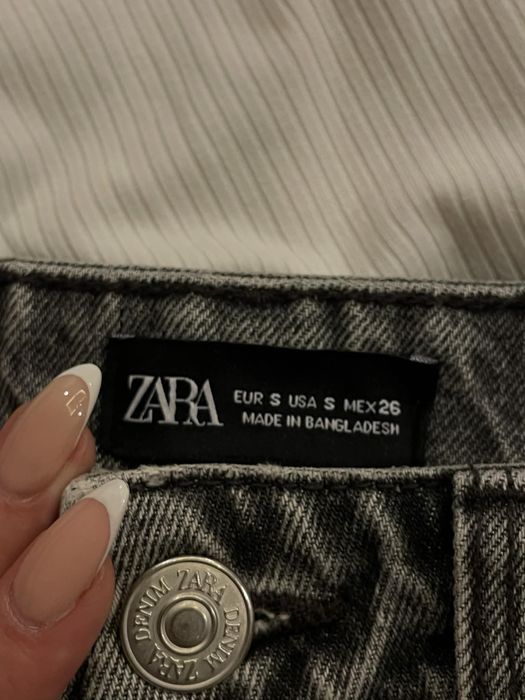 ZARA
EUR S USA S MEX 26
MADE IN BANGLADESH
ZARA DENIM ZARA DENIM